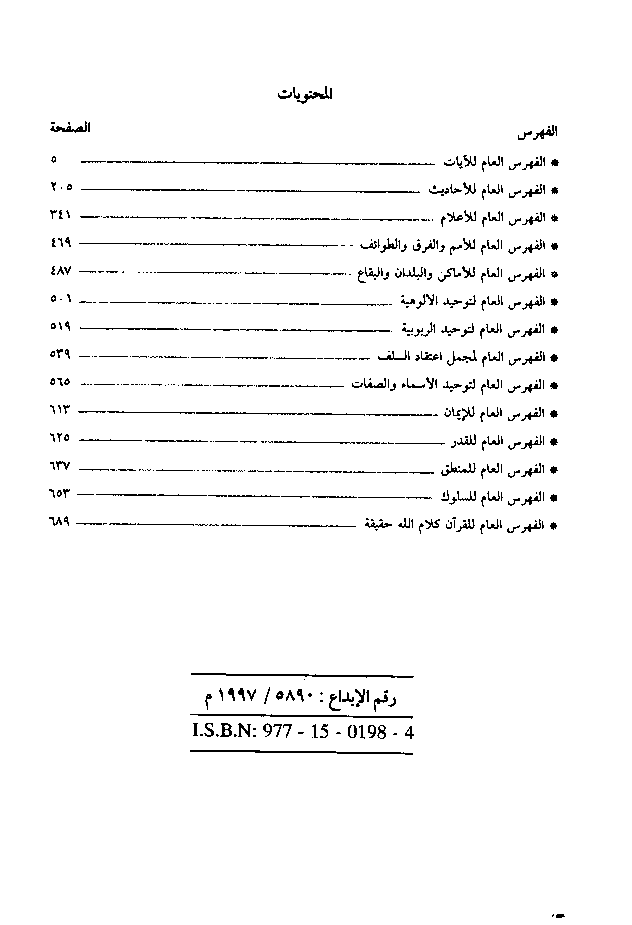 المحتويات
الفهرس الصفحة
* الفهرس العام للآيات ٥
* الفهرس العام للأحاديث ٢٠٥
* الفهرس العام للأعلام ٣٤١
* الفهرس العام للأمم والفرق والطوائف ٤٦٩
* الفهرس العام للأماكن والبلدان والبقاع ٤٨٧
* الفهرس العام لتوحيد الألوهية ٥٠١
* الفهرس العام لتوحيد الربوبية ٥١٩
* الفهرس العام لمجمل اعتقاد السلف ٥٣٩
* الفهرس العام لتوحيد الأسماء والصفات ٥٦٥
* الفهرس العام للإيمان ٦١٣
* الفهرس العام للقدر ٦٢٥
* الفهرس العام للمنطق ٦٣٧
* الفهرس العام للسلوك ٦٥٣
* الفهرس العام للقرآن كلام الله حقيقة ٦٨٩
رقم الإيداع : ٥٨٩٠ / ١٩٩٧ م
I.S.B.N: 977 - 15 - 0198 - 4